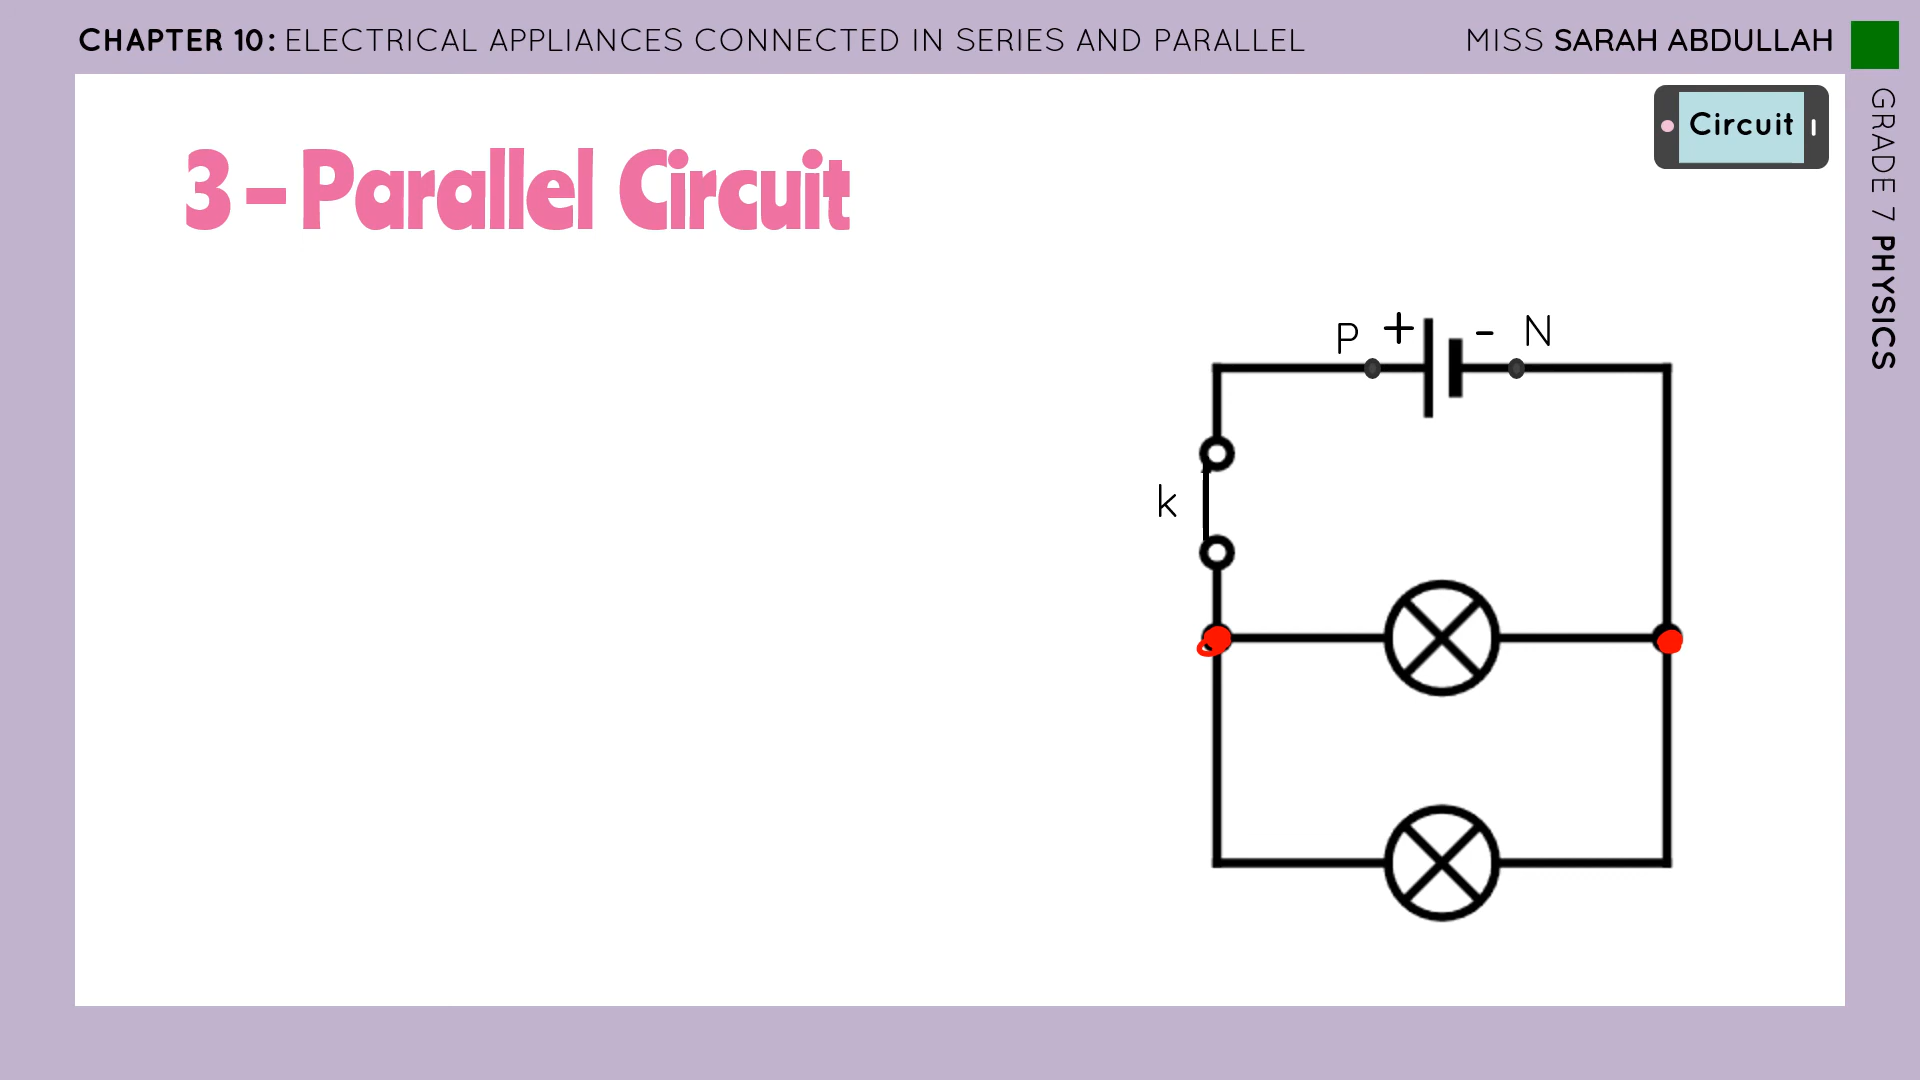 CHAPTER 10: ELECTRICAL APPLIANCES CONNECTED IN SERIES AND PARALLEL
MISS SARAH ABDULLAH
GRADE 7 PHYSICS
Circuit
3-Parallel Circuit
P + - N
k